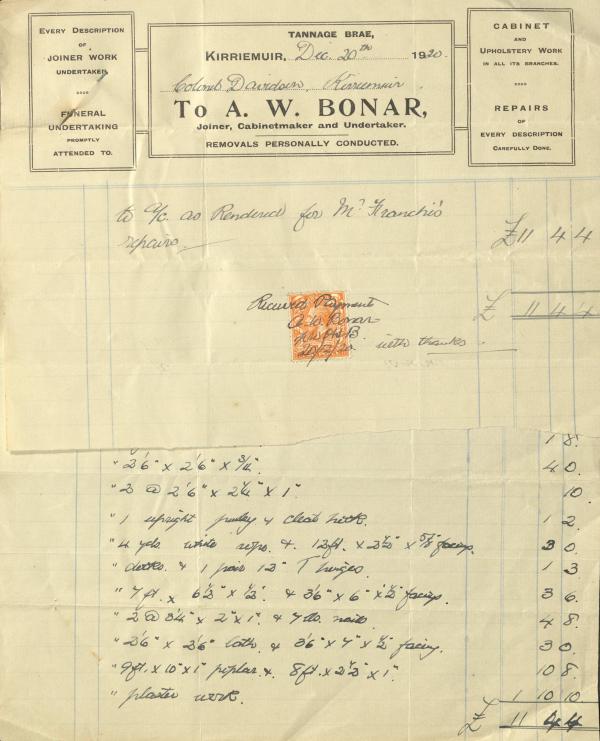 EVERY DESCRIPTION
OF
JOINER WORK
UNDERTAKEN.
FUNERAL
UNDERTAKING
PROMPTLY
ATTENDED TO.
TANNAGE BRAE,
KIRRIEMUIR, Dec. 20th 1920.
Colonel Davidson, Kirriemuir
To A. W. BONAR,
Joiner, Cabinetmaker and Undertaker.
REMOVALS PERSONALLY CONDUCTED.
CABINET
AND
UPHOLSTERY WORK
IN ALL ITS BRANCHES.
REPAIRS
OF
EVERY DESCRIPTION
CAREFULLY DONE.
to a/c. as Rendered for Mr Franchi's
repairs. £11 4 4
£ 11 4 4
Received Payment
A W Bonar
20/12/20 with thanks
1 8.
" 2'6" x 2'6" x 3/4". 4 0.
" 2 @ 2'6" x 2 1/4" x 1" 10.
" 1 upright pulley & cleat 1 2.
" 4 yds. white rope. & 12ft. x 2 1/2" x 5/8" facings. 3 0.
& 1 pair 12" T hinges 1 3
" 7 ft. x 6 1/2" x 1/2". & 3'6" x 6" x 1/2" facings. 3 6.
" 2 @ 3'4" x 2" x 1" & nails 4 8.
" 2'6" x 2'6" lath & 3'6" x 7" x 1/2" facing. 3 0.
" 9ft. x 10" x 1" poplar. & 8ft. x 2 1/2" x 1". 10 8.
" plaster work. 1 10 10.
£ 11 4 4